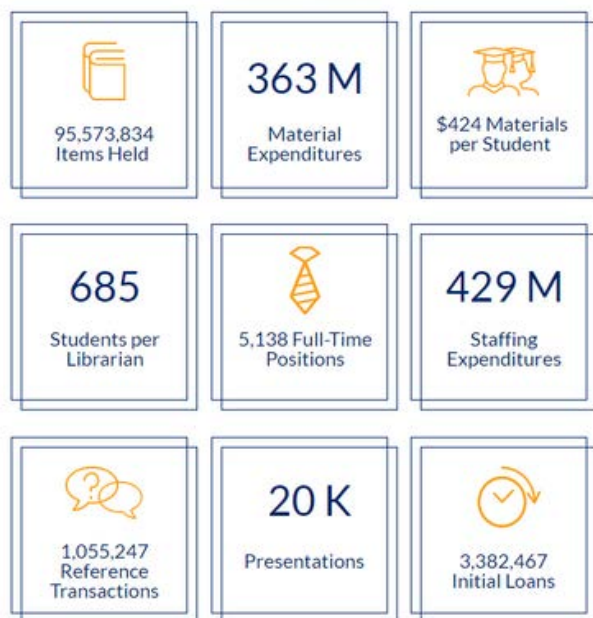 95,573,834
Items Held
363 M
Material
Expenditures
$424 Materials
per Student
685
Students per
Librarian
5,138 Full-Time
Positions
429 M
Staffing
Expenditures
?
1,055,247
Reference
Transactions
20 K
Presentations
3,382,467
Initial Loans